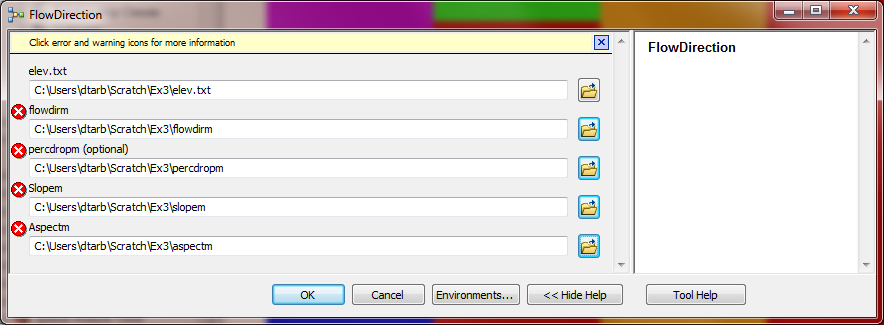 FlowDirection
Click error and warning icons for more information
FlowDirection
elev.txt
C:\Users\dtarb\Scratch\Ex3\elev.txt
flowdirm
C:\Users\dtarb\Scratch\Ex3\flowdirm
percdropm (optional)
C:\Users\dtarb\Scratch\Ex3\percdropm
Slopem
C:\Users\dtarb\Scratch\Ex3\slopem
Aspectm
C:\Users\dtarb\Scratch\Ex3\aspectm
OK
Cancel
Environments...
<< Hide Help
Tool Help